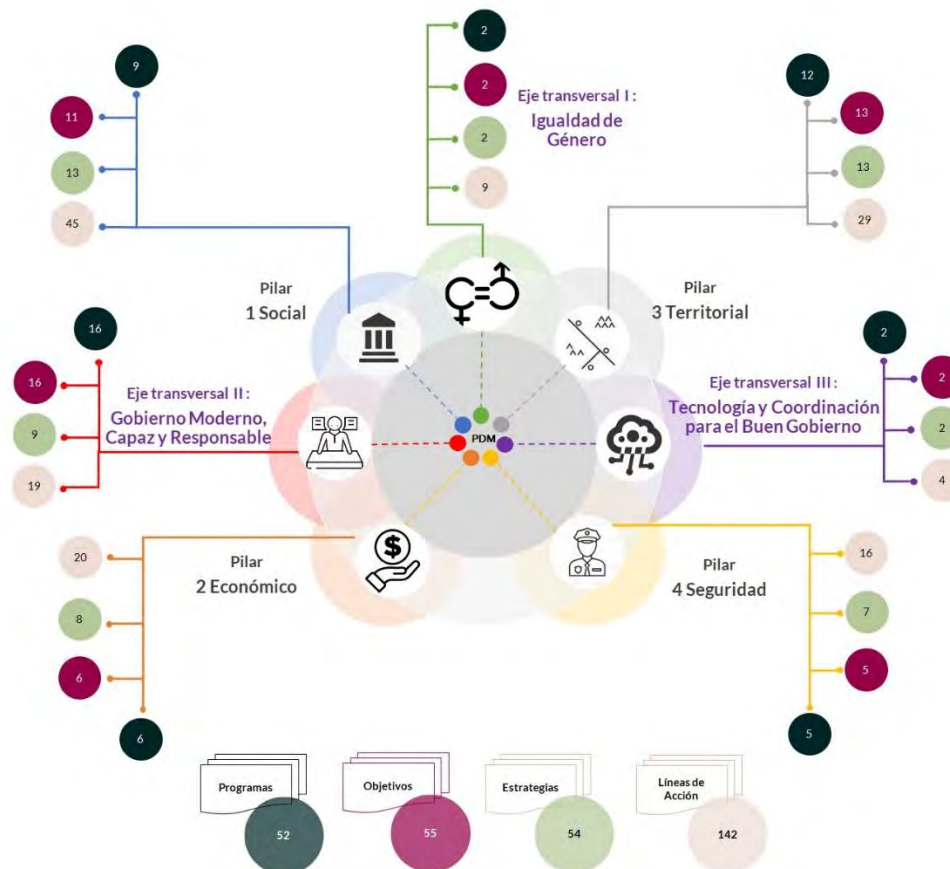 2
2
2
9
Eje transversal I :
Igualdad de
Género
9
11
13
45
12
13
13
29
Pilar
1 Social
Pilar
3 Territorial
16
16
9
19
Eje transversal II :
Gobierno Moderno,
Capaz y Responsable
PDM
Eje transversal III :
Tecnología y Coordinación
para el Buen Gobierno
2
2
2
4
Pilar
2 Económico
20
8
6
6
Pilar
4 Seguridad
16
7
5
5
Programas
52
Objetivos
55
Estrategias
54
Líneas de
Acción
142